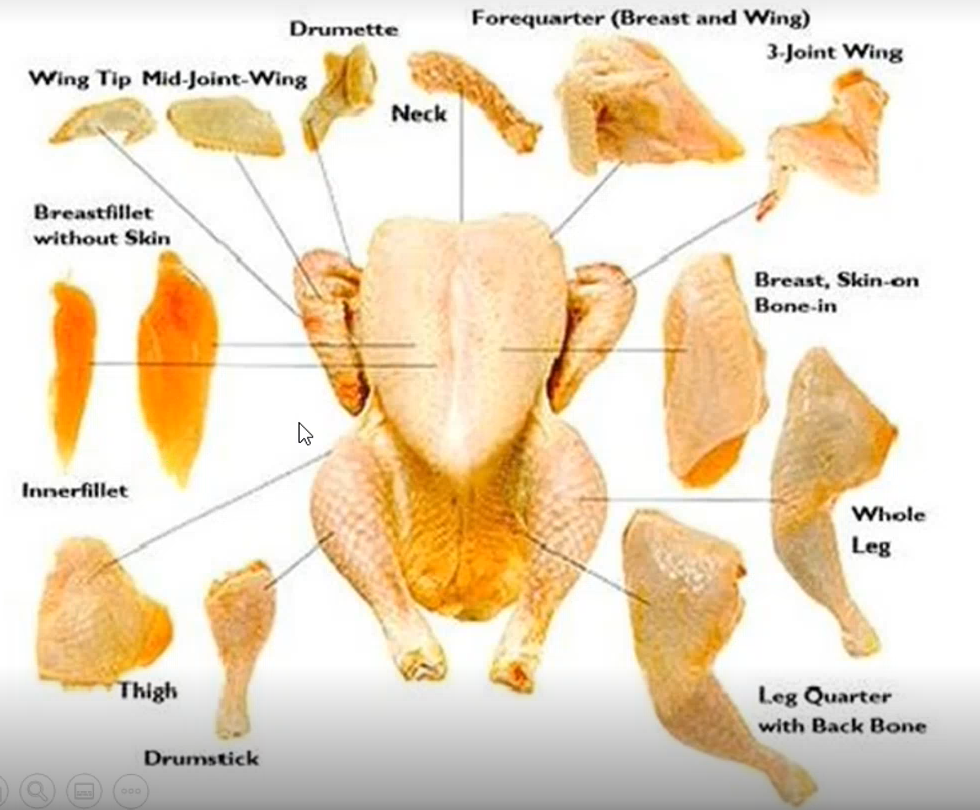 Drumette
Forequarter (Breast and Wing)
3-Joint Wing
Wing Tip
Mid-Joint-Wing
Neck
Breastfillet
without Skin
Breast, Skin-on
Bone-in
Innerfillet
Whole
Leg
Thigh
Leg Quarter
with Back Bone
Drumstick